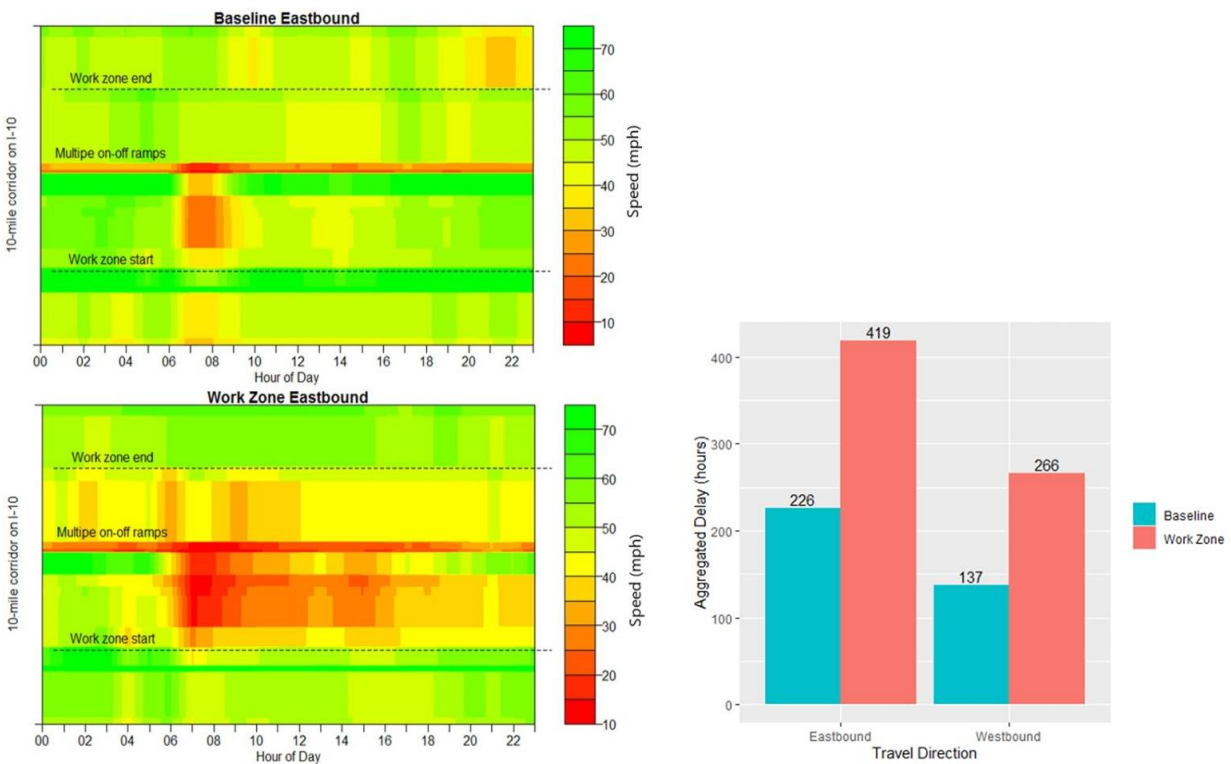 Baseline Eastbound
10-mile corridor on I-10
Work zone end
Multipe on-off ramps
Work zone start
00 02 04 06 08 10 12 14 16 18 20 22
Hour of Day
70
60
50
40
30
20
10
Speed (mph)
Work Zone Eastbound
10-mile corridor on I-10
Work zone end
Multipe on-off ramps
Work zone start
00 02 04 06 08 10 12 14 16 18 20 22
Hour of Day
70
60
50
40
30
20
10
Speed (mph)
Aggregated Delay (hours)
400
300
200
100
0
226
419
137
266
Eastbound Westbound
Travel Direction
Baseline
Work Zone